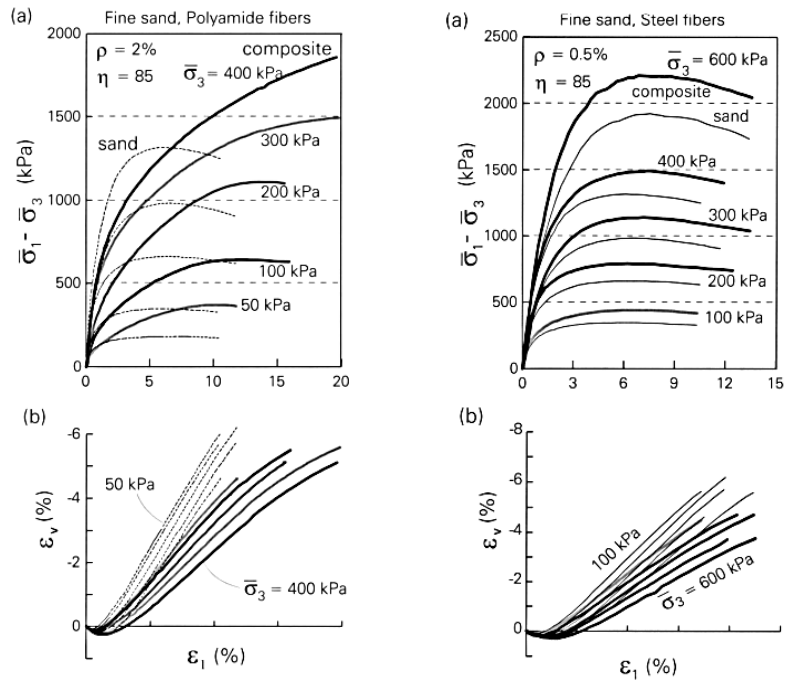 (a) Fine sand, Polyamide fibers
2000
1500
1000
500
0
σ̄1 - σ̄3 (kPa)
ρ = 2%
η = 85
composite
σ̄3 = 400 kPa
sand
300 kPa
200 kPa
100 kPa
50 kPa
0 5 10 15 20
(b)
-6
-4
-2
0
εv (%)
50 kPa
σ̄3 = 400 kPa
ε1 (%)
(a) Fine sand, Steel fibers
2500
2000
1500
1000
500
0
σ̄1 - σ̄3 (kPa)
ρ = 0.5%
η = 85
σ̄3 = 600 kPa
composite
sand
400 kPa
300 kPa
200 kPa
100 kPa
0 3 6 9 12 15
(b)
-8
-6
-4
-2
0
εv (%)
100 kPa
σ̄3 = 600 kPa
ε1 (%)